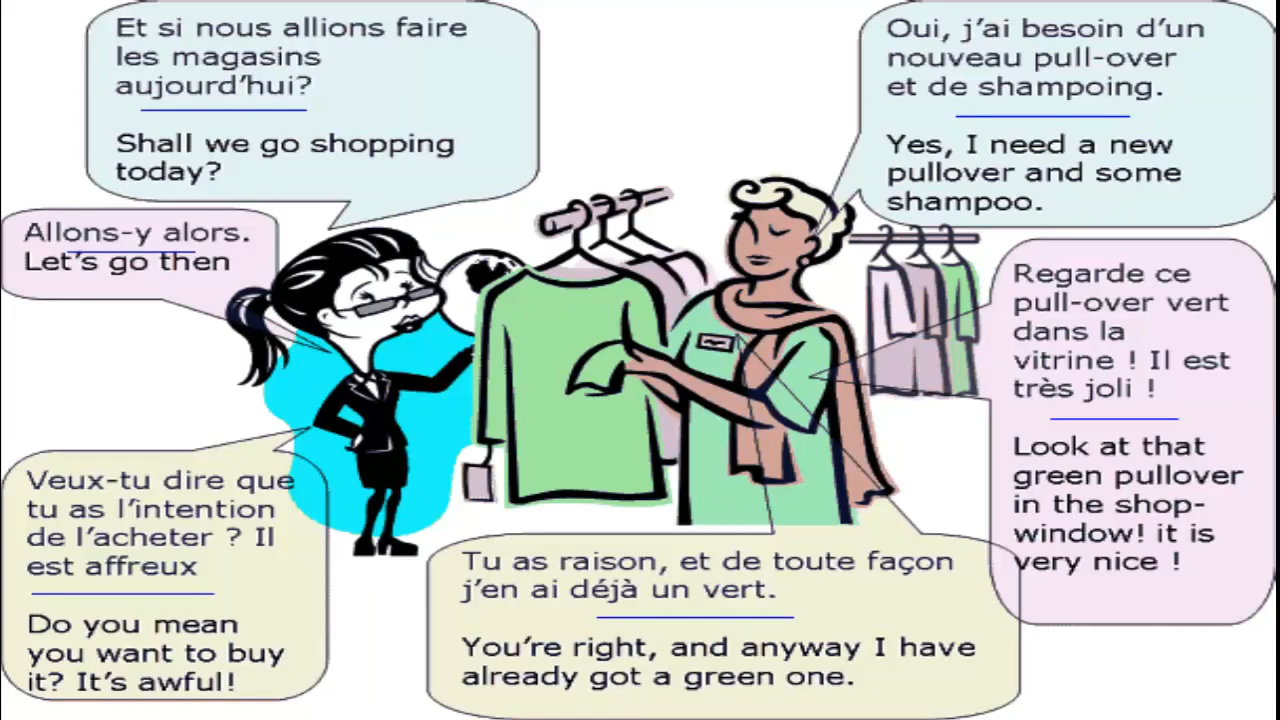 Et si nous allions faire
les magasins
aujourd’hui?
Shall we go shopping
today?
Oui, j’ai besoin d’un
nouveau pull-over
et de shampoing.
Yes, I need a new
pullover and some
shampoo.
Allons-y alors.
Let’s go then
Regarde ce
pull-over vert
dans la
vitrine ! Il est
très joli !
Look at that
green pullover
in the shop-
window! it is
very nice !
Veux-tu dire que
tu as l’intention
de l’acheter ? Il
est affreux
Do you mean
you want to buy
it? It’s awful!
Tu as raison, et de toute façon
j’en ai déjà un vert.
You’re right, and anyway I have
already got a green one.